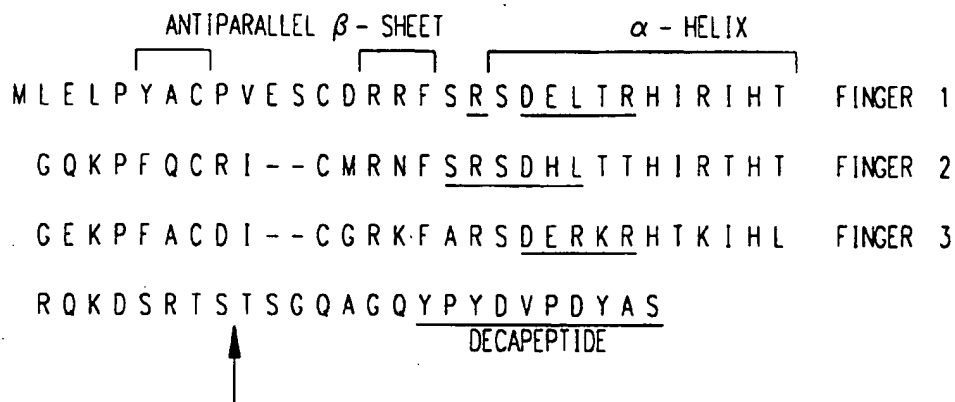 ANTIPARALLEL β - SHEET α - HELIX
M L E L P Y A C P V E S C D R R F S R S D E L T R H I R I H T FINGER 1
G Q K P F Q C R I - - C M R N F S R S D H L T T H I R T H T FINGER 2
G E K P F A C D I - - C G R K F A R S D E R K R H T K I H L FINGER 3
R Q K D S R T S T S G Q A G Q Y P Y D V P D Y A S
DECAPEPTIDE